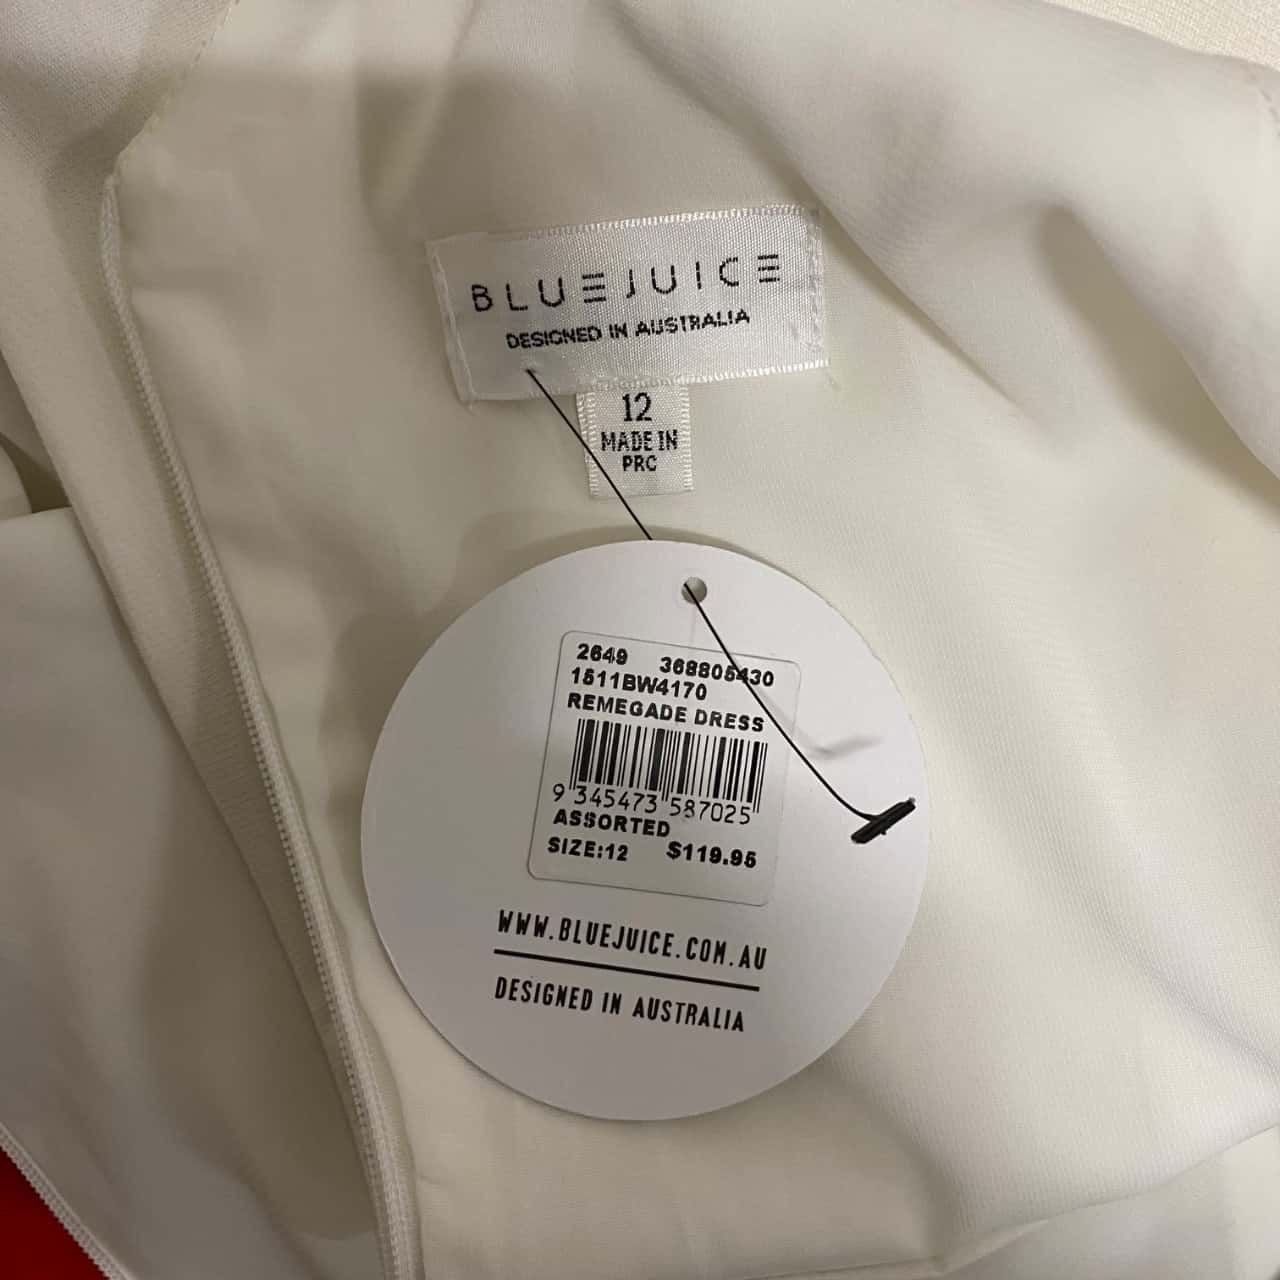 BLUEJUICE
DESIGNED IN AUSTRALIA
12
MADE IN
PRC
2649 368805430
1511BW4170
REMEGADE DRESS
9 345473 587025
ASSORTED
SIZE:12 $119.95
WWW.BLUEJUICE.COM.AU
DESIGNED IN AUSTRALIA